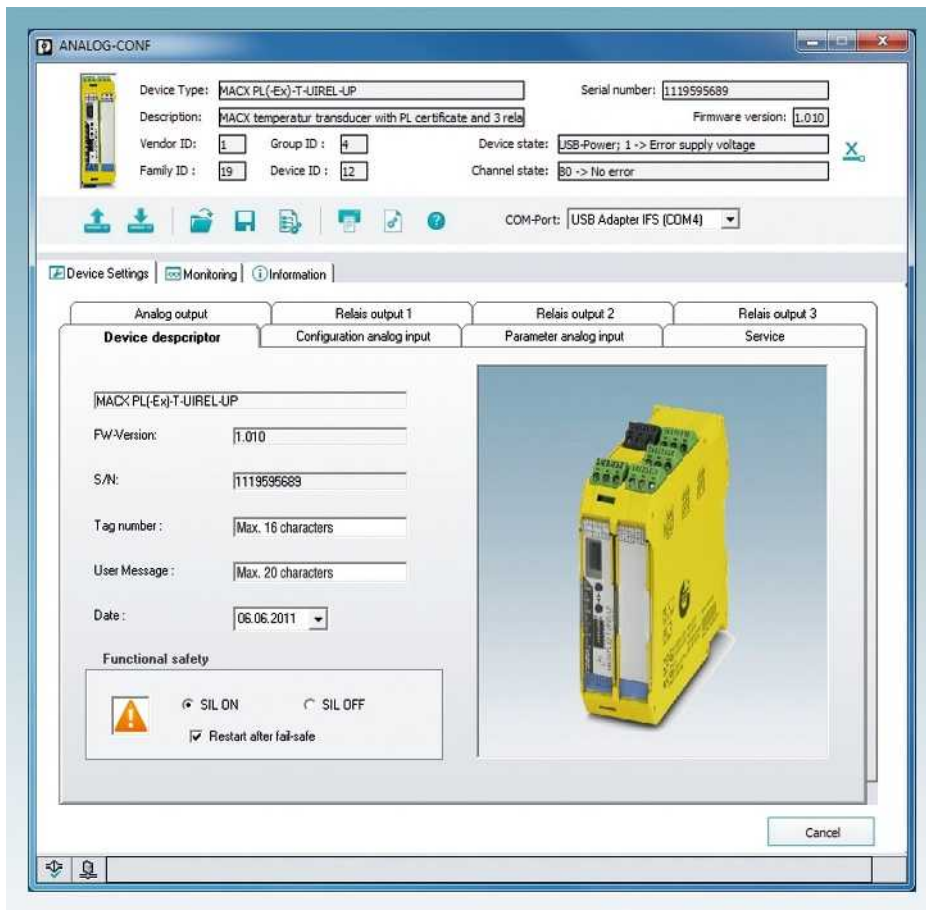 ANALOG-CONF
Device Type: MACX PL(-Ex)-T-UIREL-UP Serial number: 1119595689
Description: MACX temperatur transducer with PL certificate and 3 rela Firmware version: 1.010
Vendor ID: 1 Group ID : 4 Device state: USB-Power; 1 -> Error supply voltage
Family ID : 19 Device ID : 12 Channel state: 80 -> No error
COM-Port: USB Adapter IFS (COM4)
Device Settings Monitoring Information
Analog output Relais output 1 Relais output 2 Relais output 3
Device despcriptor Configuration analog input Parameter analog input Service
MACX PL(-Ex)-T-UIREL-UP
FW-Version: 1.010
S/N: 1119595689
Tag number : Max. 16 characters
User Message : Max. 20 characters
Date : 06.06.2011
Functional safety
SIL ON SIL OFF
Restart after fail-safe
Cancel